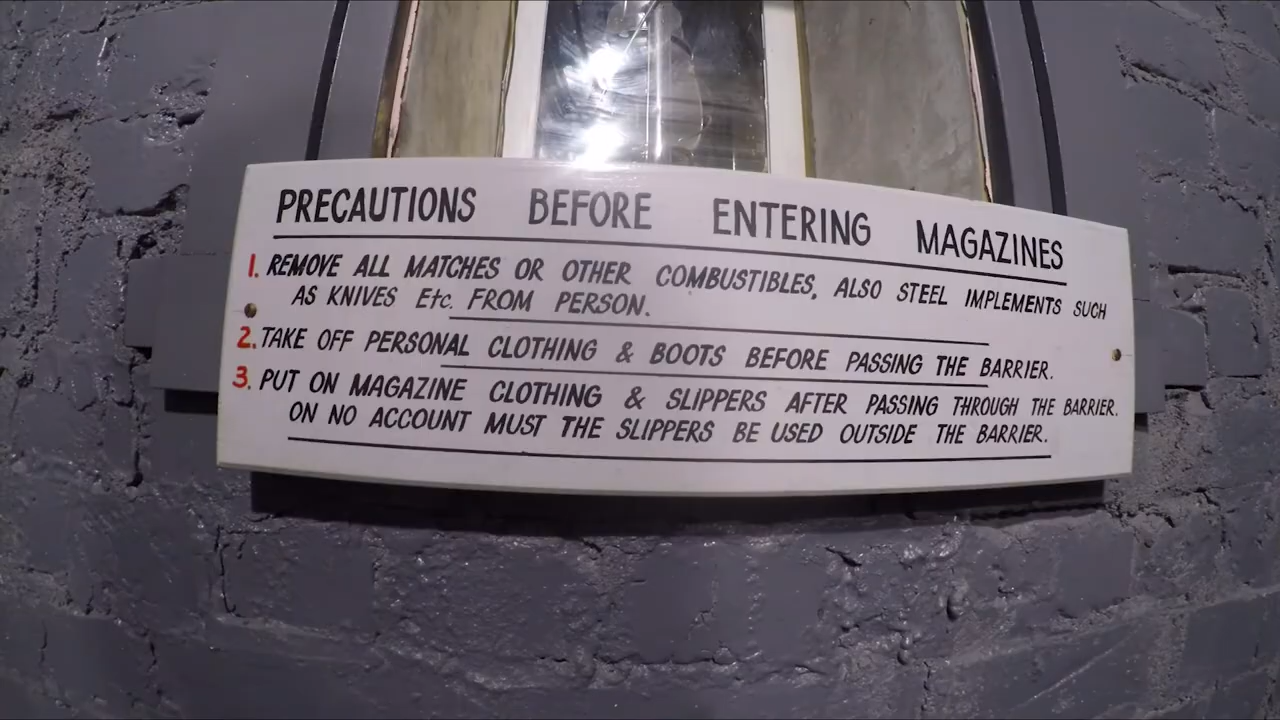 PRECAUTIONS BEFORE ENTERING MAGAZINES
1. REMOVE ALL MATCHES OR OTHER COMBUSTIBLES, ALSO STEEL IMPLEMENTS SUCH
AS KNIVES Etc. FROM PERSON.
2. TAKE OFF PERSONAL CLOTHING & BOOTS BEFORE PASSING THE BARRIER.
3. PUT ON MAGAZINE CLOTHING & SLIPPERS AFTER PASSING THROUGH THE BARRIER.
ON NO ACCOUNT MUST THE SLIPPERS BE USED OUTSIDE THE BARRIER.